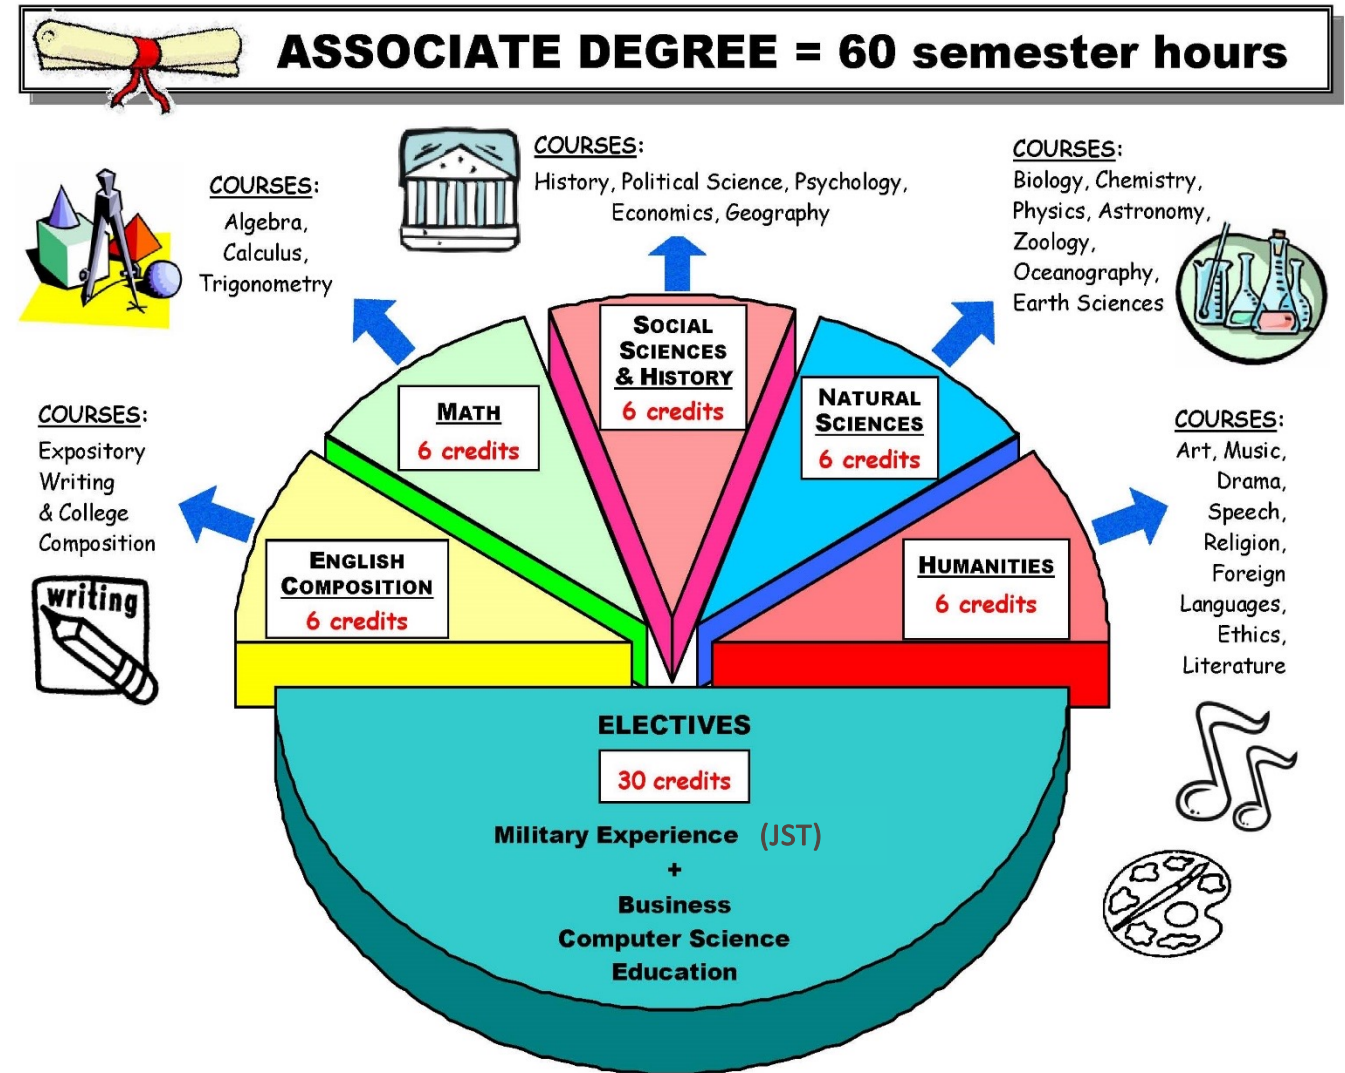 ASSOCIATE DEGREE = 60 semester hours
COURSES:
Algebra,
Calculus,
Trigonometry
COURSES:
History, Political Science, Psychology,
Economics, Geography
COURSES:
Biology, Chemistry,
Physics, Astronomy,
Zoology,
Oceanography,
Earth Sciences
COURSES:
Expository
Writing
& College
Composition
writing
COURSES:
Art, Music,
Drama,
Speech,
Religion,
Foreign
Languages,
Ethics,
Literature
ENGLISH
COMPOSITION
6 credits
MATH
6 credits
SOCIAL
SCIENCES
& HISTORY
6 credits
NATURAL
SCIENCES
6 credits
HUMANITIES
6 credits
ELECTIVES
30 credits
Military Experience (JST)
+
Business
Computer Science
Education